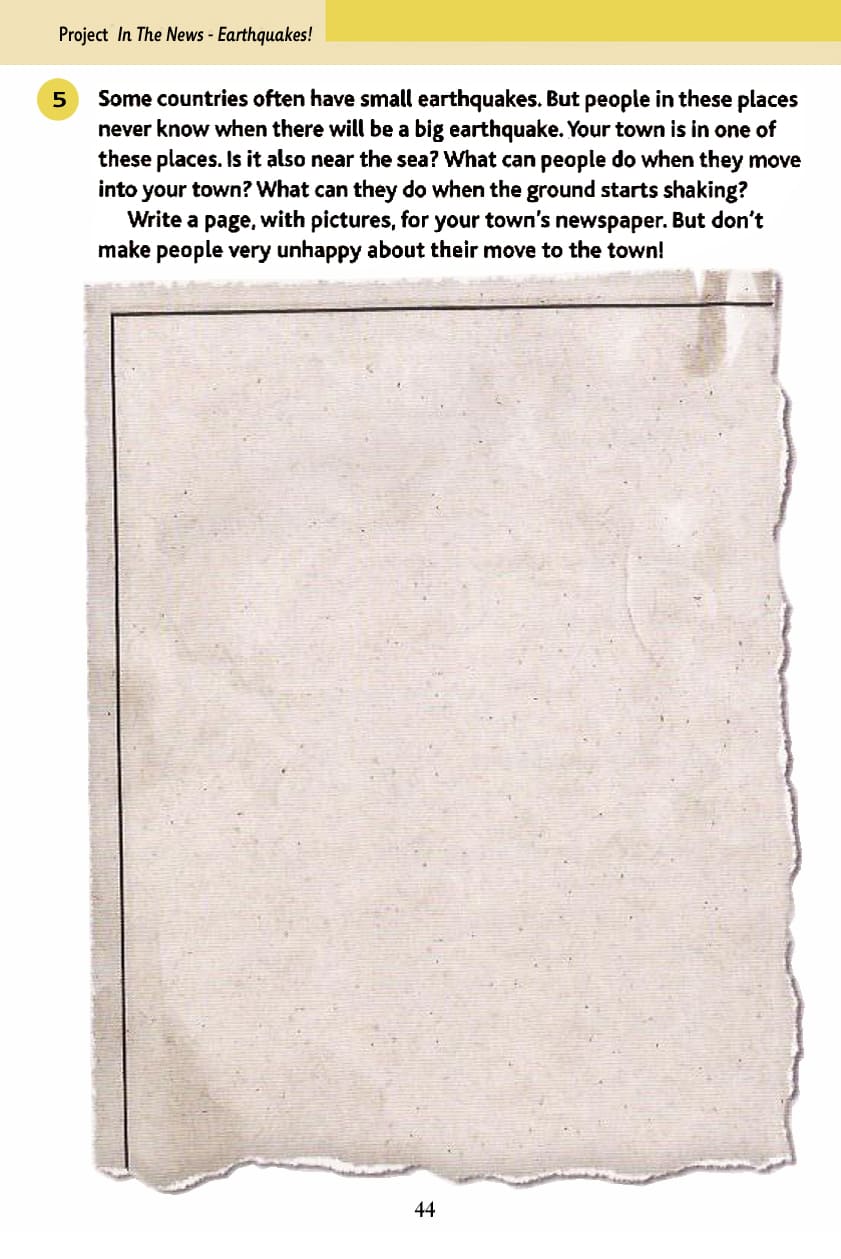 Project In The News - Earthquakes!
5 Some countries often have small earthquakes. But people in these places
never know when there will be a big earthquake. Your town is in one of
these places. Is it also near the sea? What can people do when they move
into your town? What can they do when the ground starts shaking?
Write a page, with pictures, for your town's newspaper. But don't
make people very unhappy about their move to the town!
44